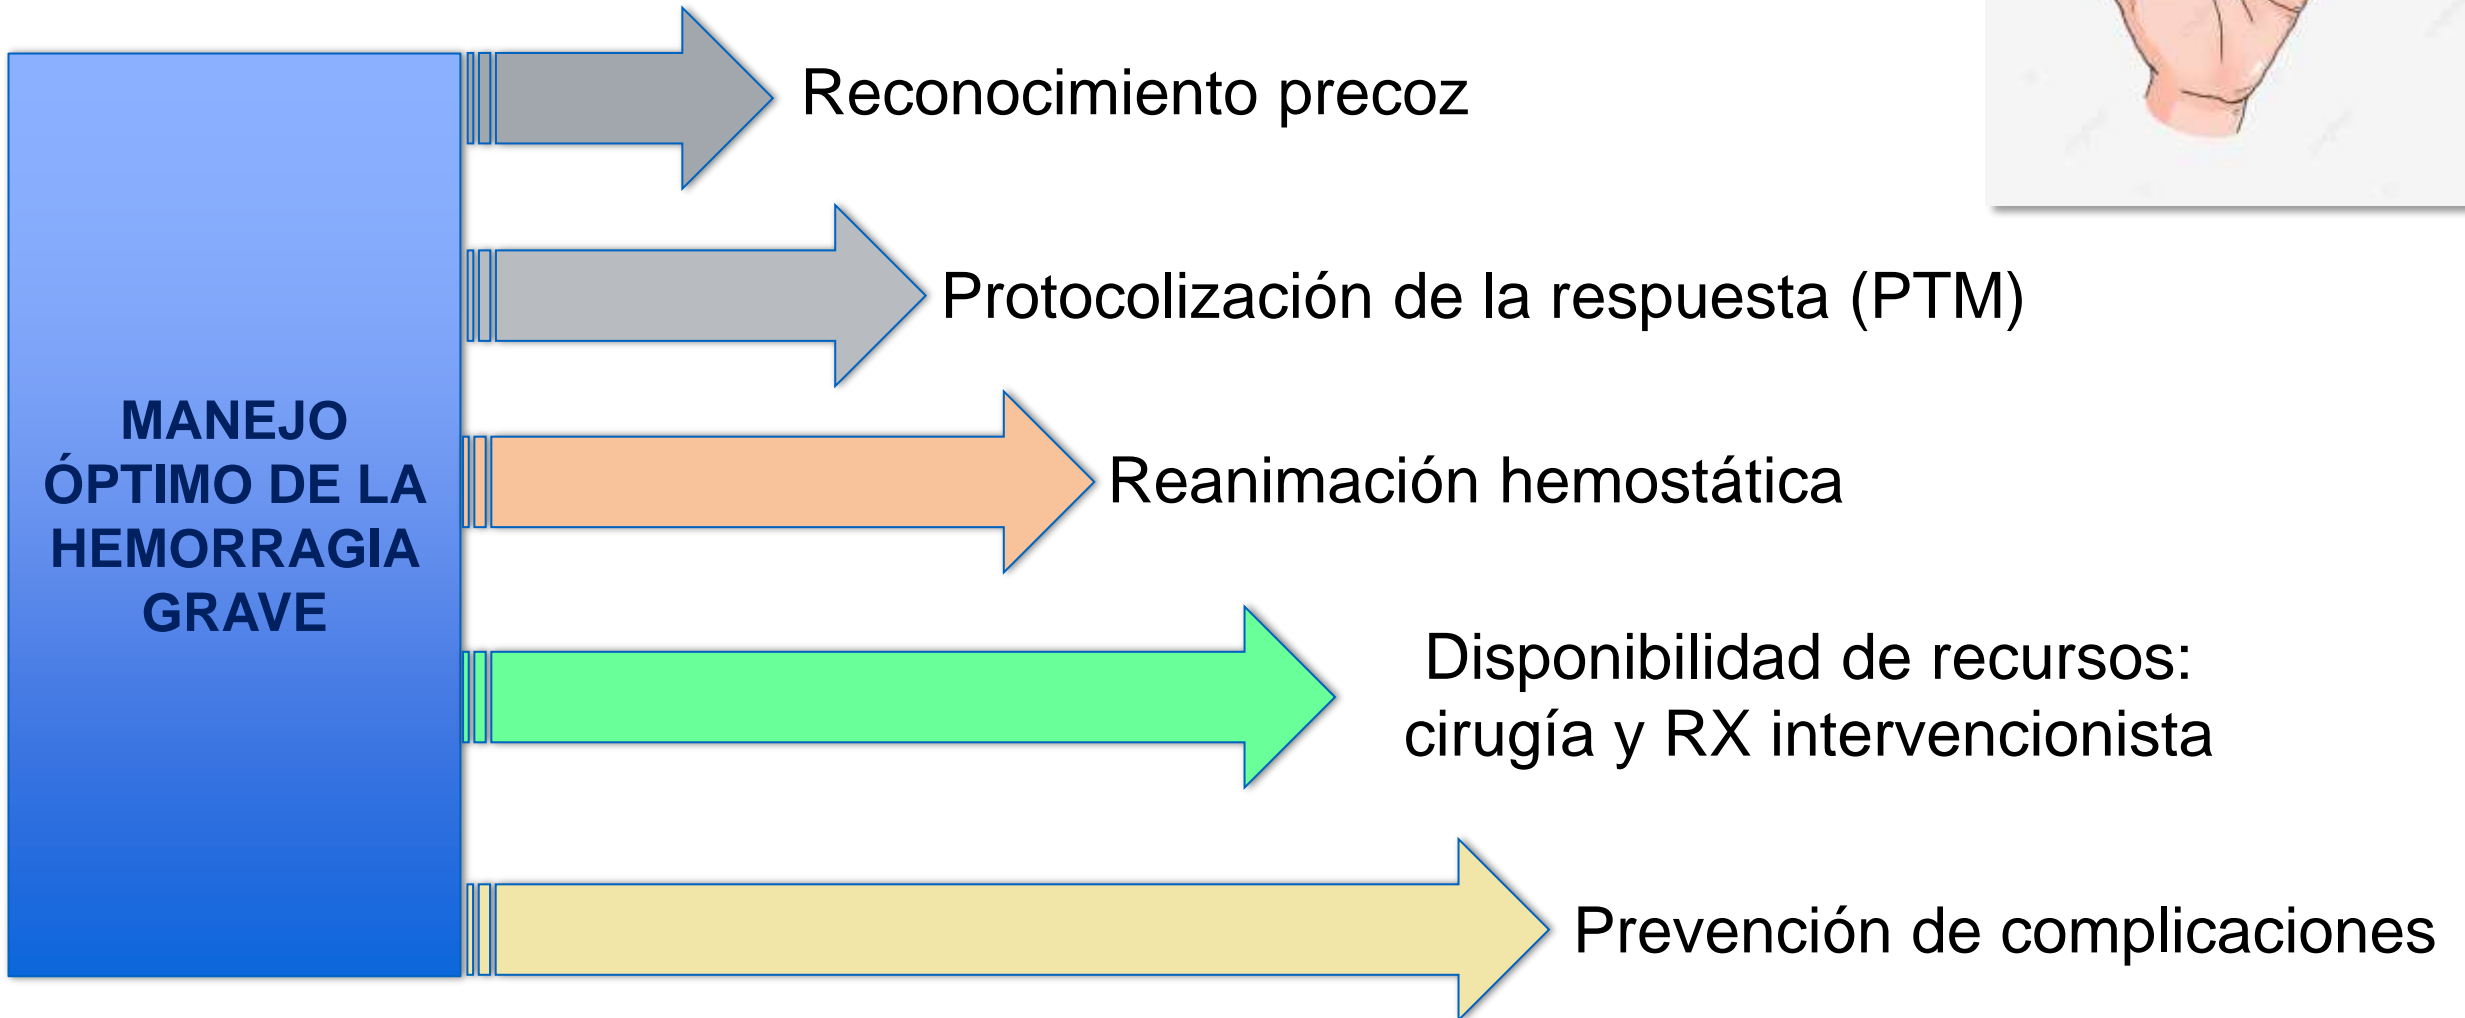 MANEJO
ÓPTIMO DE LA
HEMORRAGIA
GRAVE
Reconocimiento precoz
Protocolización de la respuesta (PTM)
Reanimación hemostática
Disponibilidad de recursos:
cirugía y RX intervencionista
Prevención de complicaciones